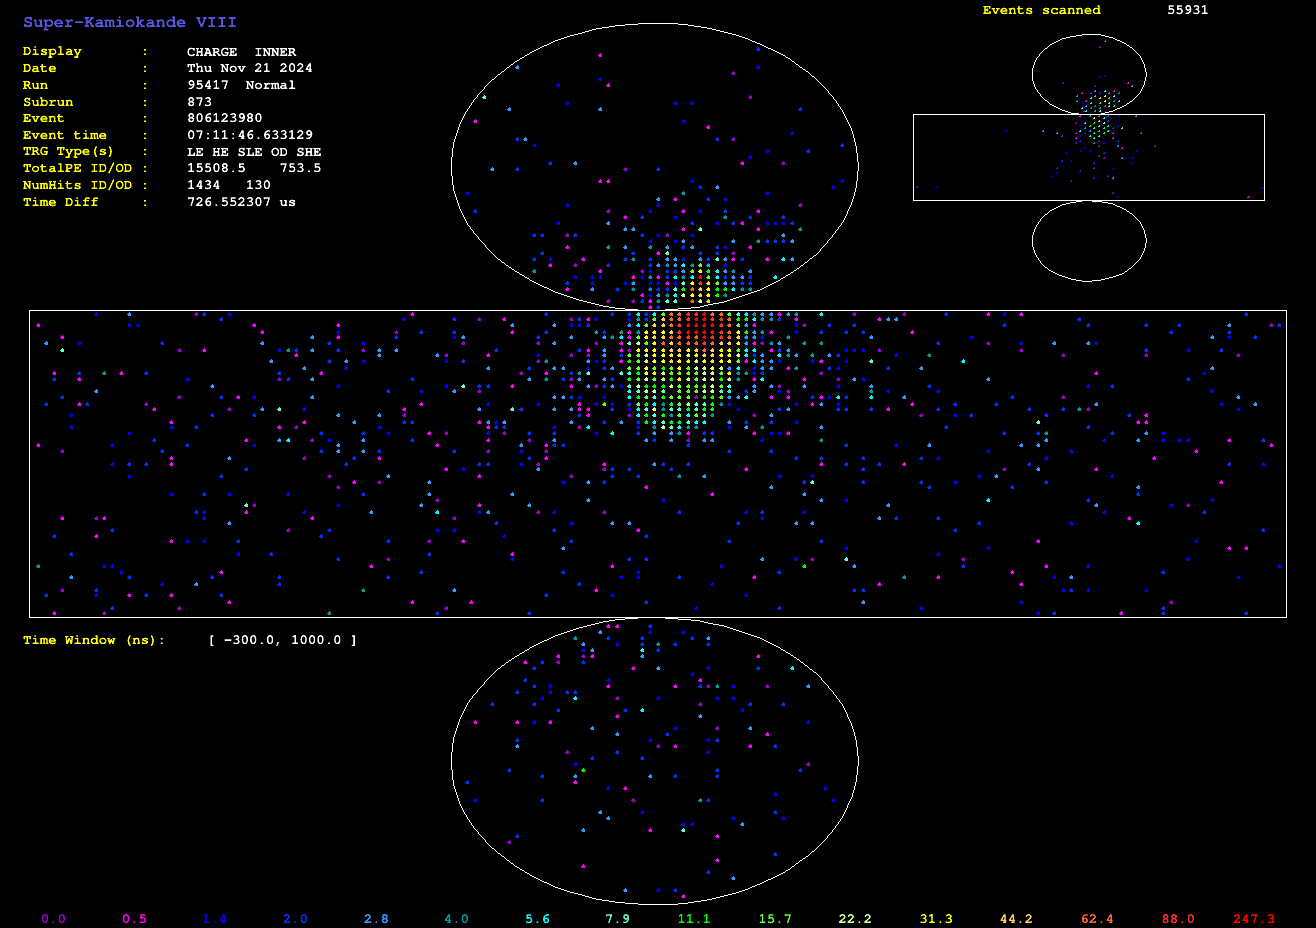 Super-Kamiokande VIII
Events scanned 55931
Display : CHARGE INNER
Date : Thu Nov 21 2024
Run : 95417 Normal
Subrun : 873
Event : 806123980
Event time : 07:11:46.633129
TRG Type(s) : LE HE SLE OD SHE
TotalPE ID/OD : 15508.5 753.5
NumHits ID/OD : 1434 130
Time Diff : 726.552307 us
Time Window (ns): [ -300.0, 1000.0 ]
0.0 0.5 1.4 2.0 2.8 4.0 5.6 7.9 11.1 15.7 22.2 31.3 44.2 62.4 88.0 247.3